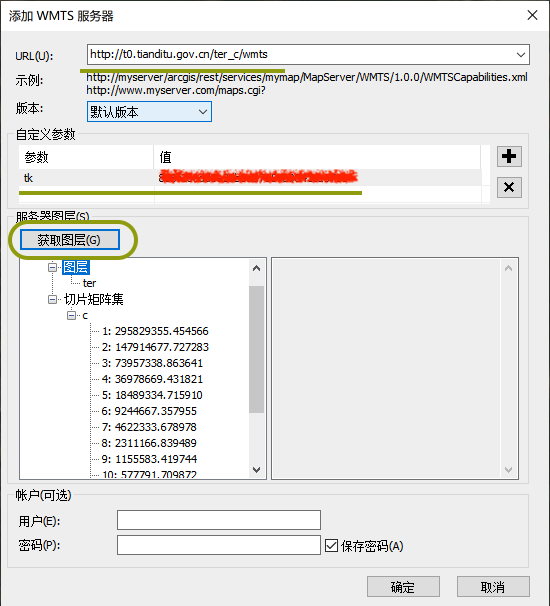 添加 WMTS 服务器
URL(U): http://t0.tianditu.gov.cn/ter_c/wmts
示例: http://myserver/arcgis/rest/services/mymap/MapServer/WMTS/1.0.0/WMTSCapabilities.xml
http://www.myserver.com/maps.cgi?
版本: 默认版本
自定义参数
参数 值
tk
服务器图层(S)
获取图层(G)
图层
ter
切片矩阵集
c
1: 295829355.454566
2: 147914677.727283
3: 73957338.863641
4: 36978669.431821
5: 18489334.715910
6: 9244667.357955
7: 4622333.678978
8: 2311166.839489
9: 1155583.419744
10: 577791.709872
帐户(可选)
用户(E):
密码(P): 保存密码(A)
确定 取消